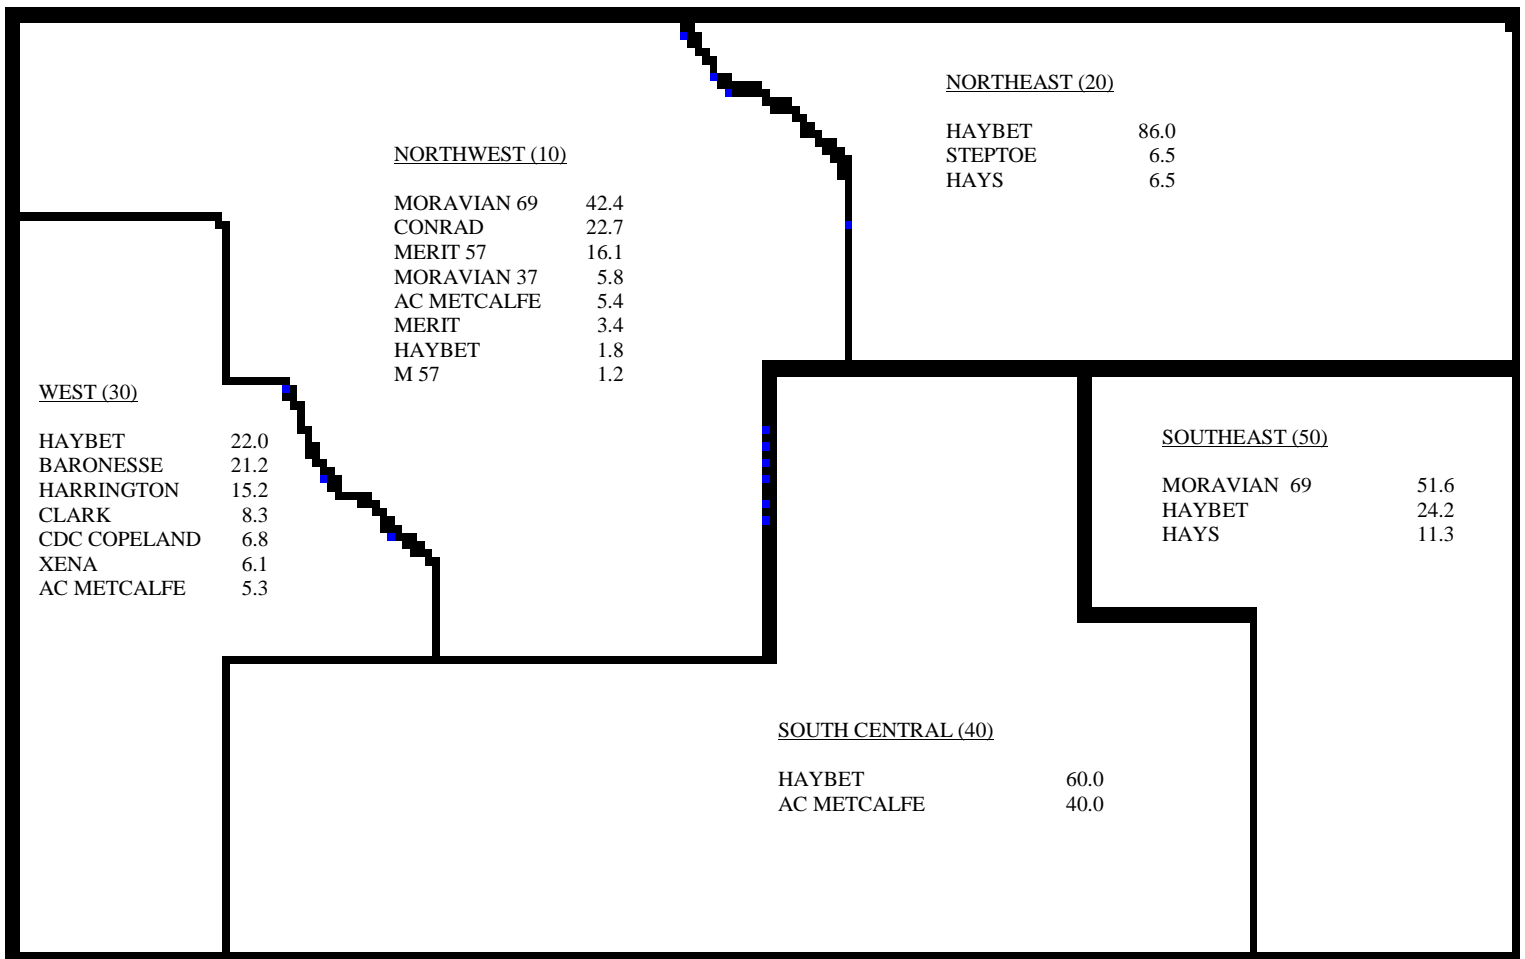 NORTHEAST (20)
HAYBET 86.0
STEPTOE 6.5
HAYS 6.5
NORTHWEST (10)
MORAVIAN 69 42.4
CONRAD 22.7
MERIT 57 16.1
MORAVIAN 37 5.8
AC METCALFE 5.4
MERIT 3.4
HAYBET 1.8
M 57 1.2
WEST (30)
HAYBET 22.0
BARONESSE 21.2
HARRINGTON 15.2
CLARK 8.3
CDC COPELAND 6.8
XENA 6.1
AC METCALFE 5.3
SOUTHEAST (50)
MORAVIAN  69 51.6
HAYBET 24.2
HAYS 11.3
SOUTH CENTRAL (40)
HAYBET 60.0
AC METCALFE 40.0